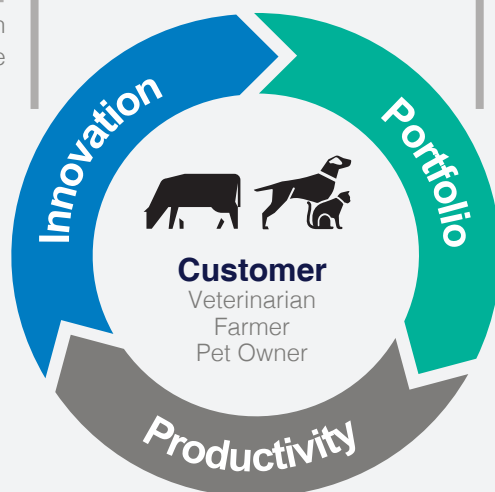 Innovation
Portfolio
Customer
Veterinarian
Farmer
Pet Owner
Productivity